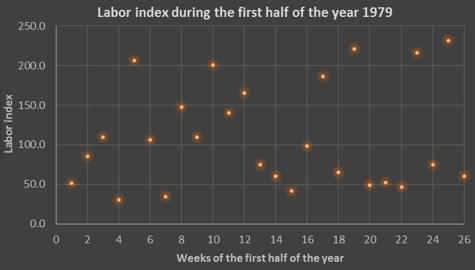 Labor index during the first half of the year 1979
250.0
200.0
150.0
100.0
50.0
0.0
Labor index
0 2 4 6 8 10 12 14 16 18 20 22 24 26
Weeks of the first half of the year